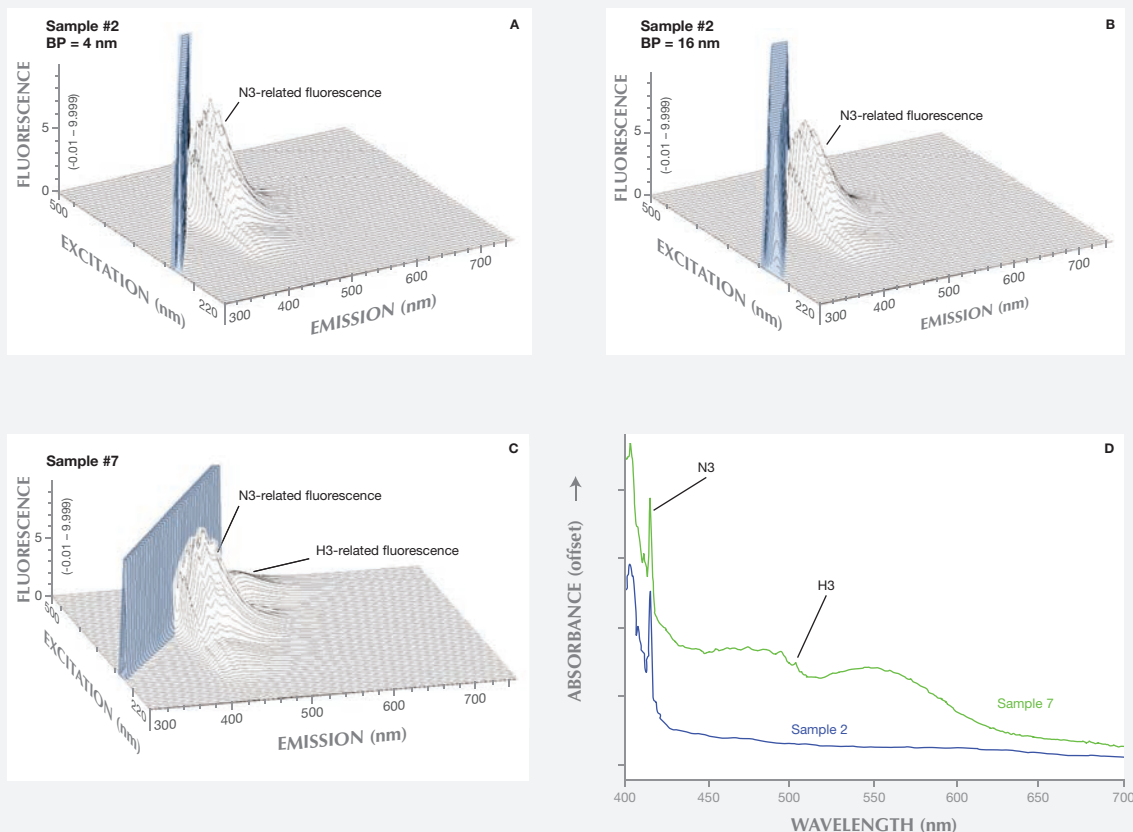 Sample #2
BP = 4 nm
A
FLUORESCENCE
(-0.01 – 9.999)
5
0
N3-related fluorescence
500
EXCITATION (nm)
220
300
400
500
600
700
EMISSION (nm)
Sample #2
BP = 16 nm
B
FLUORESCENCE
(-0.01 – 9.999)
5
0
N3-related fluorescence
500
EXCITATION (nm)
220
300
400
500
600
700
EMISSION (nm)
Sample #7
C
FLUORESCENCE
(-0.01 – 9.999)
5
0
N3-related fluorescence
H3-related fluorescence
500
EXCITATION (nm)
220
300
400
500
600
700
EMISSION (nm)
D
ABSORBANCE (offset) →
N3
H3
Sample 7
Sample 2
400 450 500 550 600 650 700
WAVELENGTH (nm)